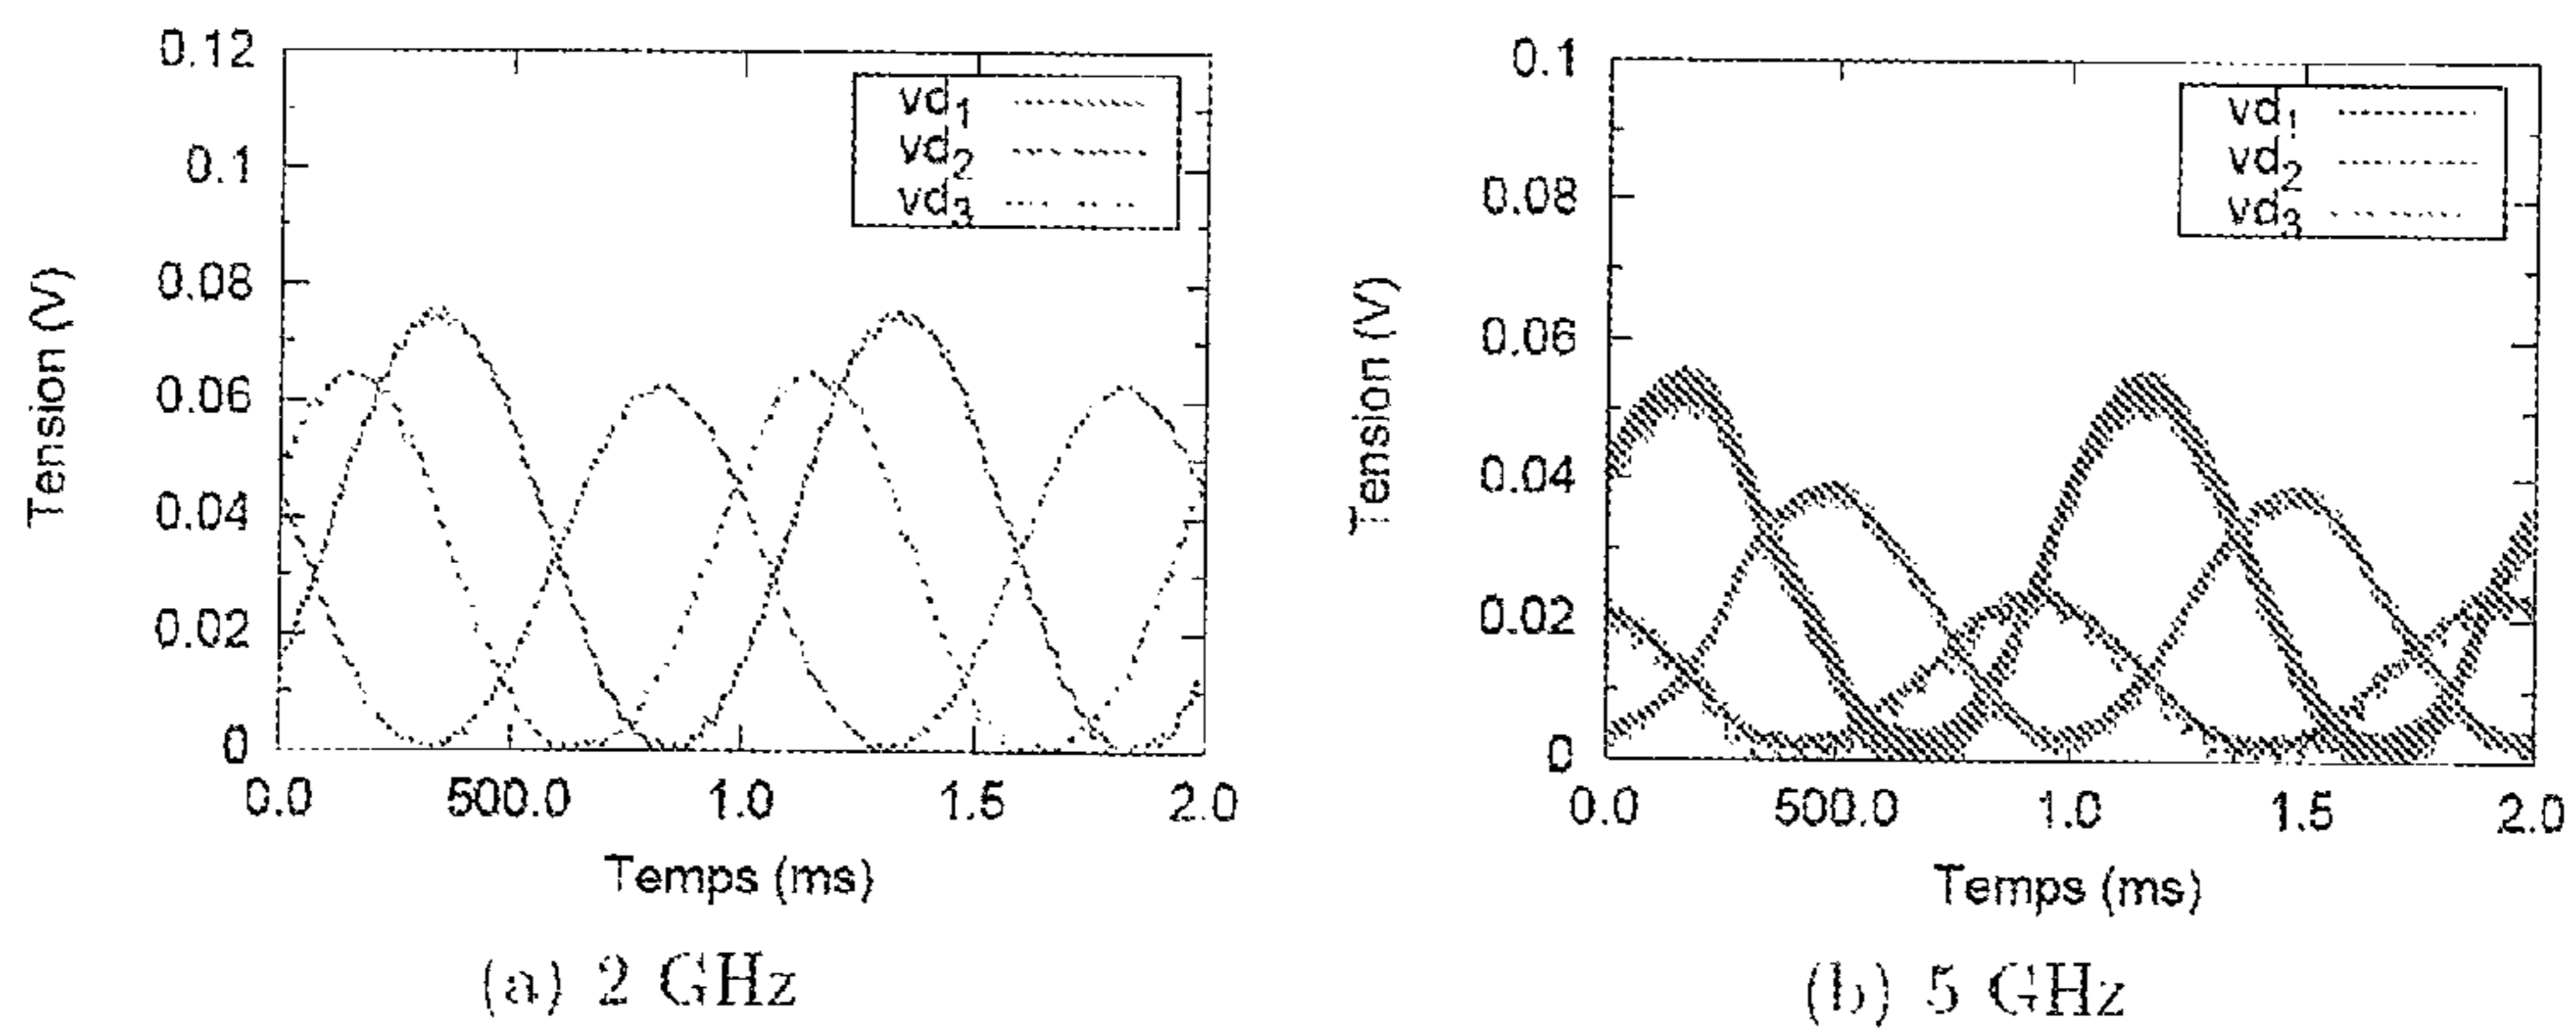 0.12
0.1
0.08
0.06
0.04
0.02
0
Tension (V)
vd1
vd2
vd3
0.0 500.0 1.0 1.5 2.0
Temps (ms)
(a) 2 GHz
0.1
0.08
0.06
0.04
0.02
0
Tension (V)
vd1
vd2
vd3
0.0 500.0 1.0 1.5 2.0
Temps (ms)
(b) 5 GHz